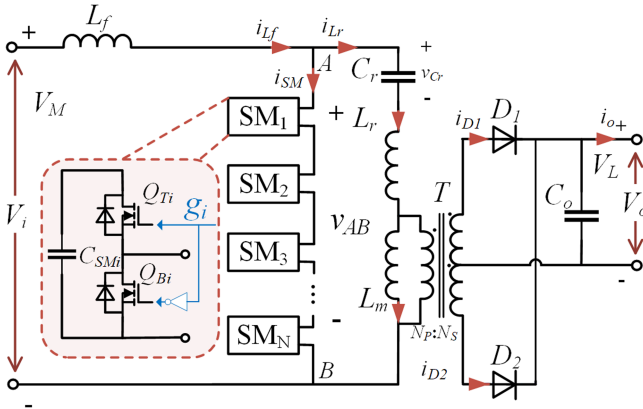 +
L_f
i_Lf
i_Lr
+
A
C_r
v_Cr
-
i_SM
V_M
SM_1
+
L_r
i_D1
D_1
i_o
+
V_L
SM_2
T
Q_Ti
g_i
V_i
v_AB
C_o
V_o
C_SMi
SM_3
Q_Bi
-
L_m
SM_N
-
N_P:N_S
B
i_D2
D_2
-